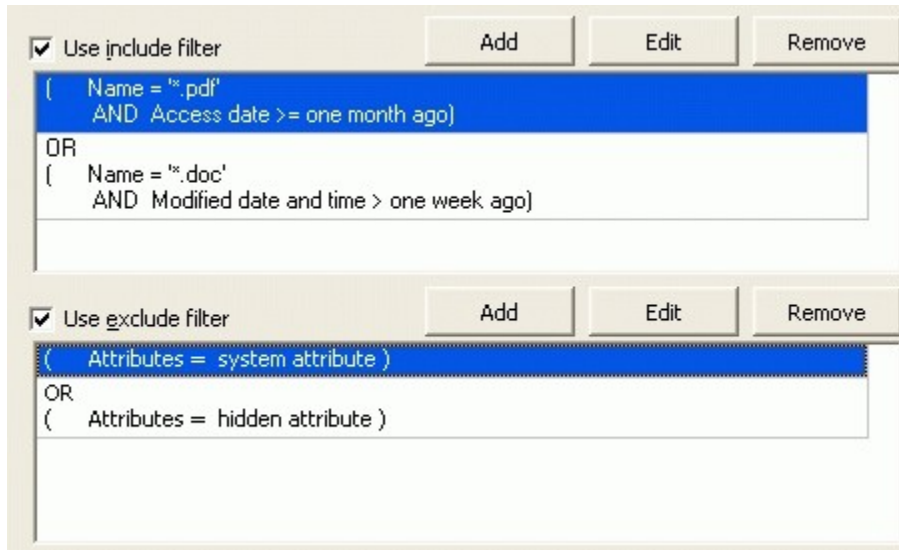 Use include filter Add Edit Remove
( Name = '*.pdf'
AND Access date >= one month ago)
OR
( Name = '*.doc'
AND Modified date and time > one week ago)
Use exclude filter Add Edit Remove
( Attributes = system attribute )
OR
( Attributes = hidden attribute )